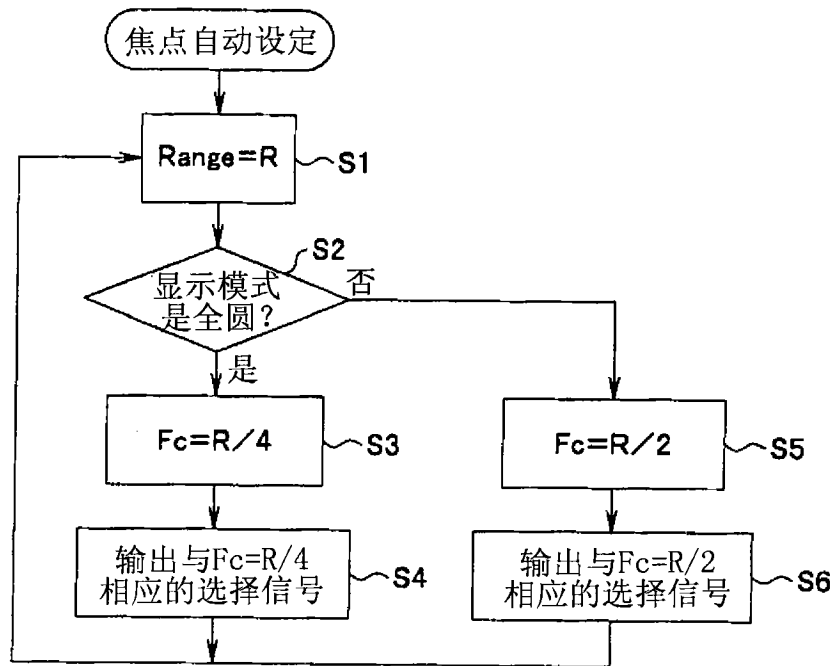 焦点自动设定
Range=R
S1
S2
显示模式
是全圆?
否
是
Fc=R/4
S3
Fc=R/2
S5
输出与Fc=R/4
相应的选择信号
S4
输出与Fc=R/2
相应的选择信号
S6